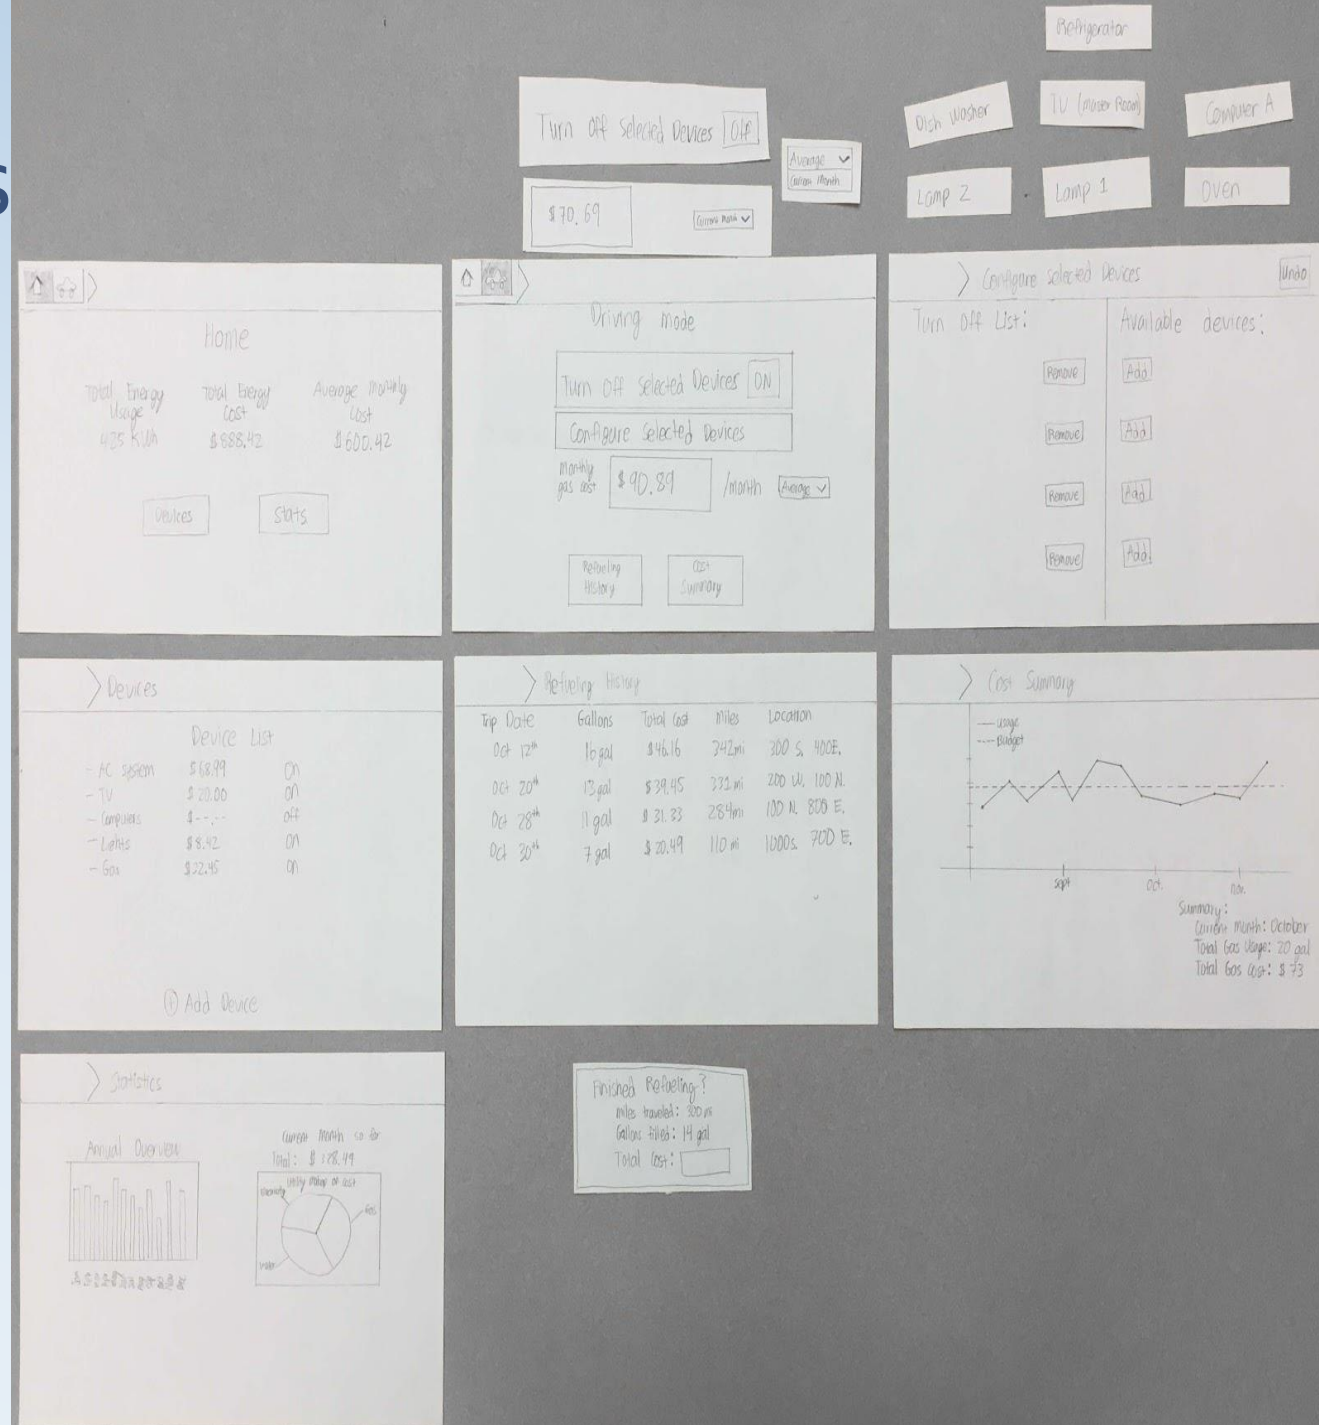 S
Refrigerator
Turn Off Selected Devices Off
Dish Washer
TV (Master Room)
Computer A
Average
Current Month
$70.69
Lamp 2
Lamp 1
Oven
Home
Total Energy Usage
435 KWh
Total Energy Cost
$888.42
Average Monthly Cost
$600.42
Devices
Stats
Driving Mode
Turn Off Selected Devices ON
Configure Selected Devices
Monthly gas cost
$90.89
/month
Average
Refueling History
Cost Summary
Configure Selected Devices
Undo
Turn Off List:
Available devices:
Remove
Add
Remove
Add
Remove
Add
Remove
Add
Devices
Device List
- AC system $68.99 On
- TV $20.00 On
- Computers $--.-- off
- Lights $8.42 On
- Gas $22.45 On
+ Add Device
Refueling History
Trip Date Gallons Total Cost Miles Location
Oct 12th 16 gal $46.16 342mi 300 S. 400E.
Oct 20th 13 gal $39.45 332mi 200 W. 100 N.
Oct 28th 11 gal $31.33 284mi 100 N. 800 E.
Oct 30th 7 gal $20.49 110 mi 1000s. 700 E.
Cost Summary
usage
Budget
Sept
Oct.
Nov.
Summary:
Current Month: October
Total Gas Usage: 20 gal
Total Gas Cost: $73
Statistics
Annual Overview
Current Month so far
Total: $328.49
Utility of cost
Gas
Water
Finished Refueling?
Miles traveled: 300 mi
Gallons filled: 14 gal
Total Cost: